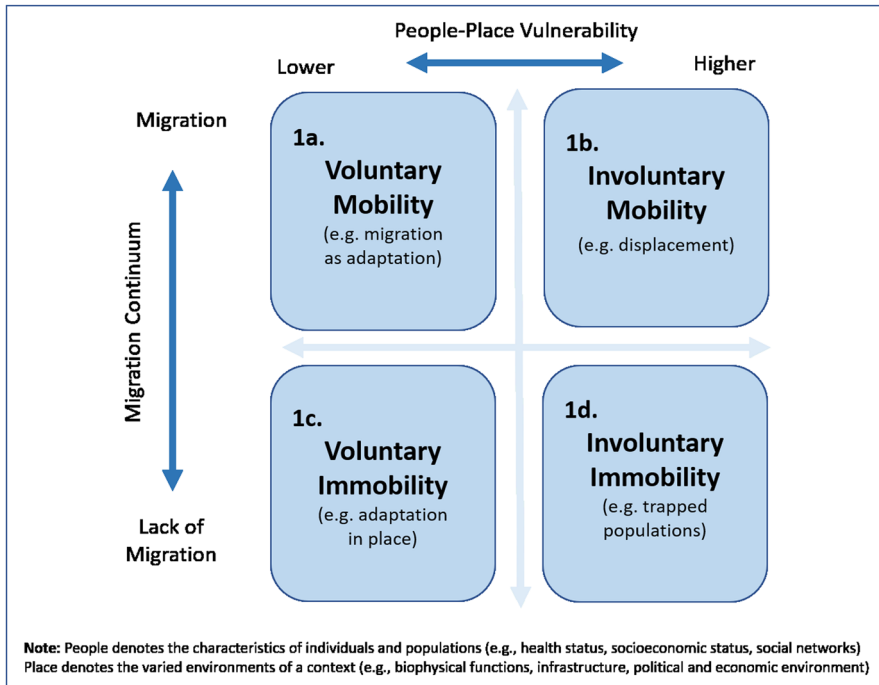 People-Place Vulnerability
Lower
Higher
Migration
Migration Continuum
Lack of
Migration
1a.
Voluntary
Mobility
(e.g. migration
as adaptation)
1b.
Involuntary
Mobility
(e.g. displacement)
1c.
Voluntary
Immobility
(e.g. adaptation
in place)
1d.
Involuntary
Immobility
(e.g. trapped
populations)
Note: People denotes the characteristics of individuals and populations (e.g., health status, socioeconomic status, social networks)
Place denotes the varied environments of a context (e.g., biophysical functions, infrastructure, political and economic environment)